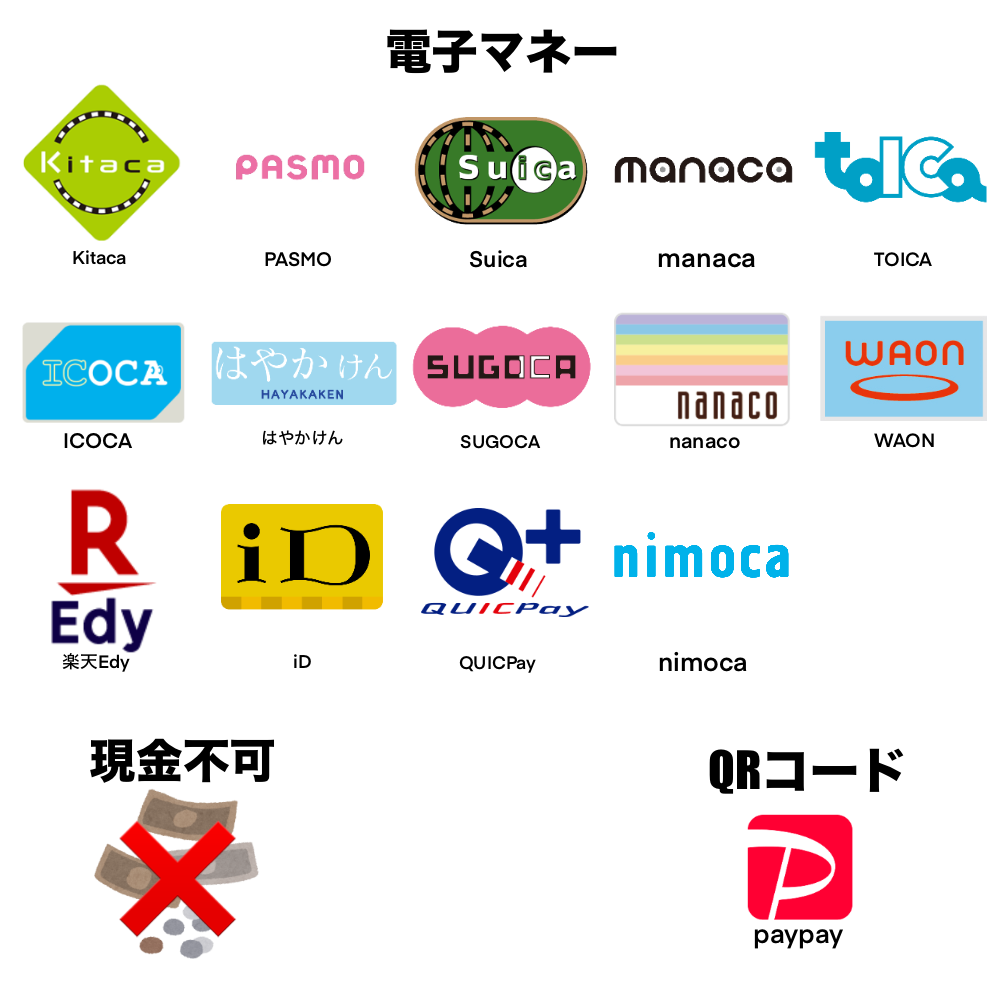 電子マネー
Kitaca PASMO Suica manaca TOICA
Kitaca PASMO Suica manaca TOICA
ICOCA はやかけん SUGOCA nanaco WAON
HAYAKAKEN
ICOCA はやかけん SUGOCA nanaco WAON
R Edy iD Q+ QUICPay nimoca
楽天Edy iD QUICPay nimoca
現金不可 QRコード
P
paypay